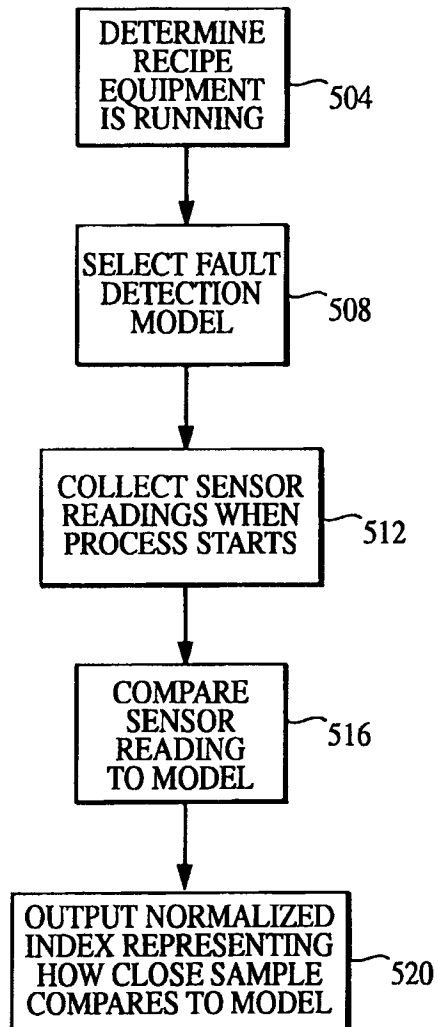 DETERMINE
RECIPE
EQUIPMENT
IS RUNNING
504
SELECT FAULT
DETECTION
MODEL
508
COLLECT SENSOR
READINGS WHEN
PROCESS STARTS
512
COMPARE
SENSOR
READING
TO MODEL
516
OUTPUT NORMALIZED
INDEX REPRESENTING
HOW CLOSE SAMPLE
COMPARES TO MODEL
520